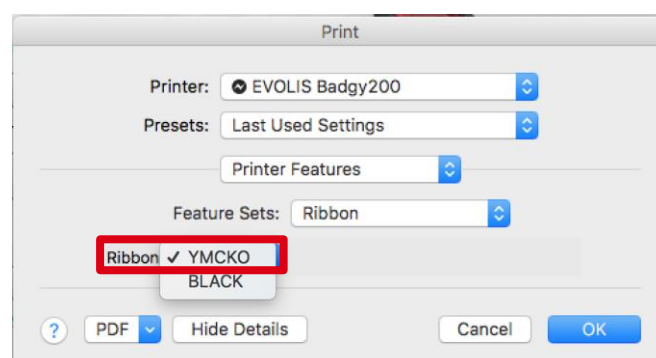 Print
Printer: EVOLIS Badgy200
Presets: Last Used Settings
Printer Features
Feature Sets: Ribbon
Ribbon ✓ YMCKO
BLACK
? PDF Hide Details Cancel OK